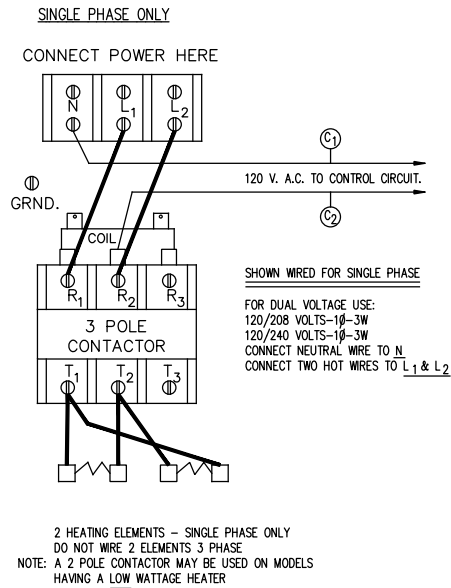 SINGLE PHASE ONLY
CONNECT POWER HERE
N L1 L2
C1
120 V. A.C. TO CONTROL CIRCUIT.
C2
GRND.
COIL
R1 R2 R3
3 POLE
CONTACTOR
T1 T2 T3
SHOWN WIRED FOR SINGLE PHASE
FOR DUAL VOLTAGE USE:
120/208 VOLTS-1Ø-3W
120/240 VOLTS-1Ø-3W
CONNECT NEUTRAL WIRE TO N
CONNECT TWO HOT WIRES TO L1 & L2
2 HEATING ELEMENTS – SINGLE PHASE ONLY
DO NOT WIRE 2 ELEMENTS 3 PHASE
NOTE: A 2 POLE CONTACTOR MAY BE USED ON MODELS
HAVING A LOW WATTAGE HEATER